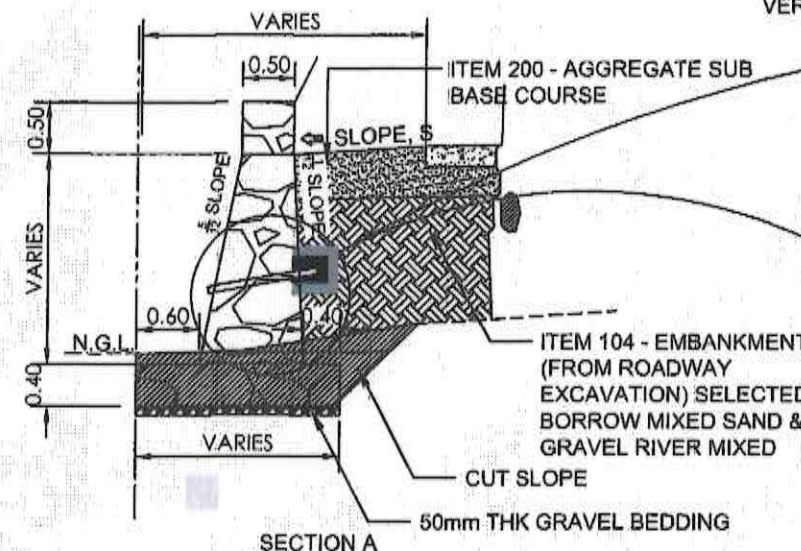 VER
VARIES
0.50
ITEM 200 - AGGREGATE SUB
BASE COURSE
0.50
SLOPE, S
SLOPE
SLOPE
VARIES
0.60
0.40
N.G.L.
0.40
ITEM 104 - EMBANKMENT
(FROM ROADWAY
EXCAVATION) SELECTED
BORROW MIXED SAND &
GRAVEL RIVER MIXED
VARIES
CUT SLOPE
50mm THK GRAVEL BEDDING
SECTION A